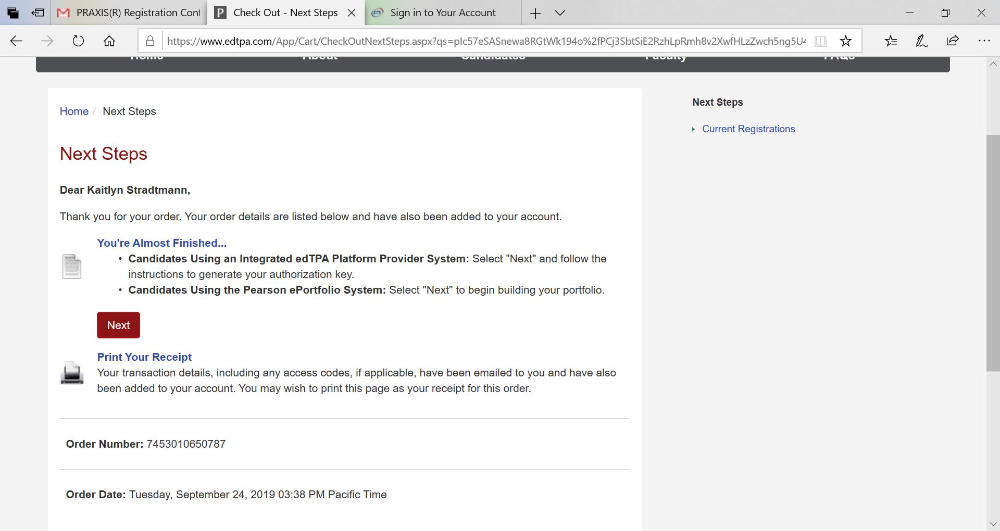 PRAXIS(R) Registration Conf
Check Out - Next Steps
Sign in to Your Account
https://www.edtpa.com/App/Cart/CheckOutNextSteps.aspx?qs=pIc57eSASnewa8RGtWk194o%2fPCj3SbtSiE2RzhLpRmh8v2XwfHLzZwch5ng5U4
Home About Candidates Faculty FAQs
Home / Next Steps
Next Steps
Current Registrations
Next Steps
Dear Kaitlyn Stradtmann,
Thank you for your order. Your order details are listed below and have also been added to your account.
You're Almost Finished...
• Candidates Using an Integrated edTPA Platform Provider System: Select "Next" and follow the
instructions to generate your authorization key.
• Candidates Using the Pearson ePortfolio System: Select "Next" to begin building your portfolio.
Next
Print Your Receipt
Your transaction details, including any access codes, if applicable, have been emailed to you and have also
been added to your account. You may wish to print this page as your receipt for this order.
Order Number: 7453010650787
Order Date: Tuesday, September 24, 2019 03:38 PM Pacific Time